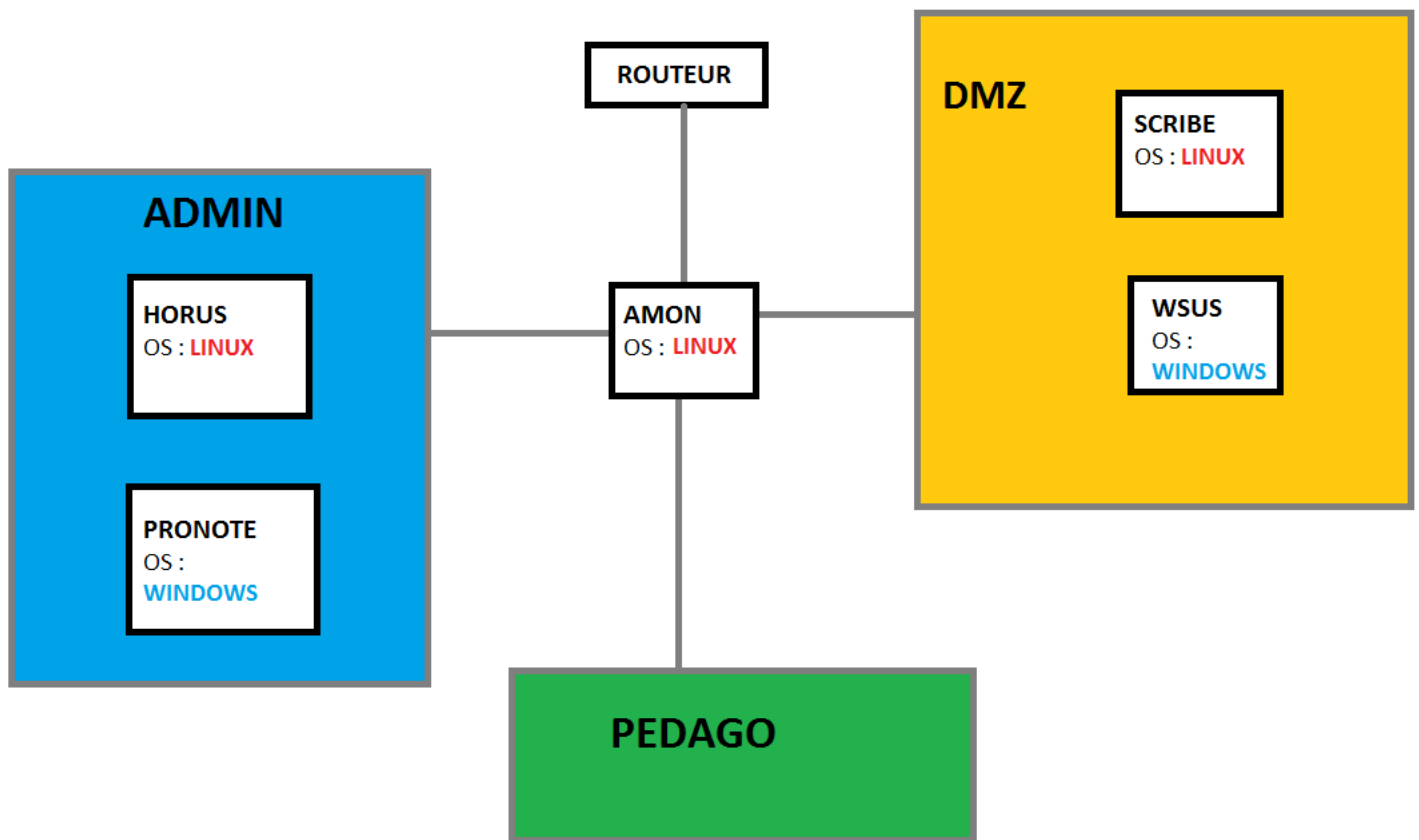 ROUTEUR
DMZ
SCRIBE
OS : LINUX
WSUS
OS :
WINDOWS
ADMIN
HORUS
OS : LINUX
PRONOTE
OS :
WINDOWS
AMON
OS : LINUX
PEDAGO